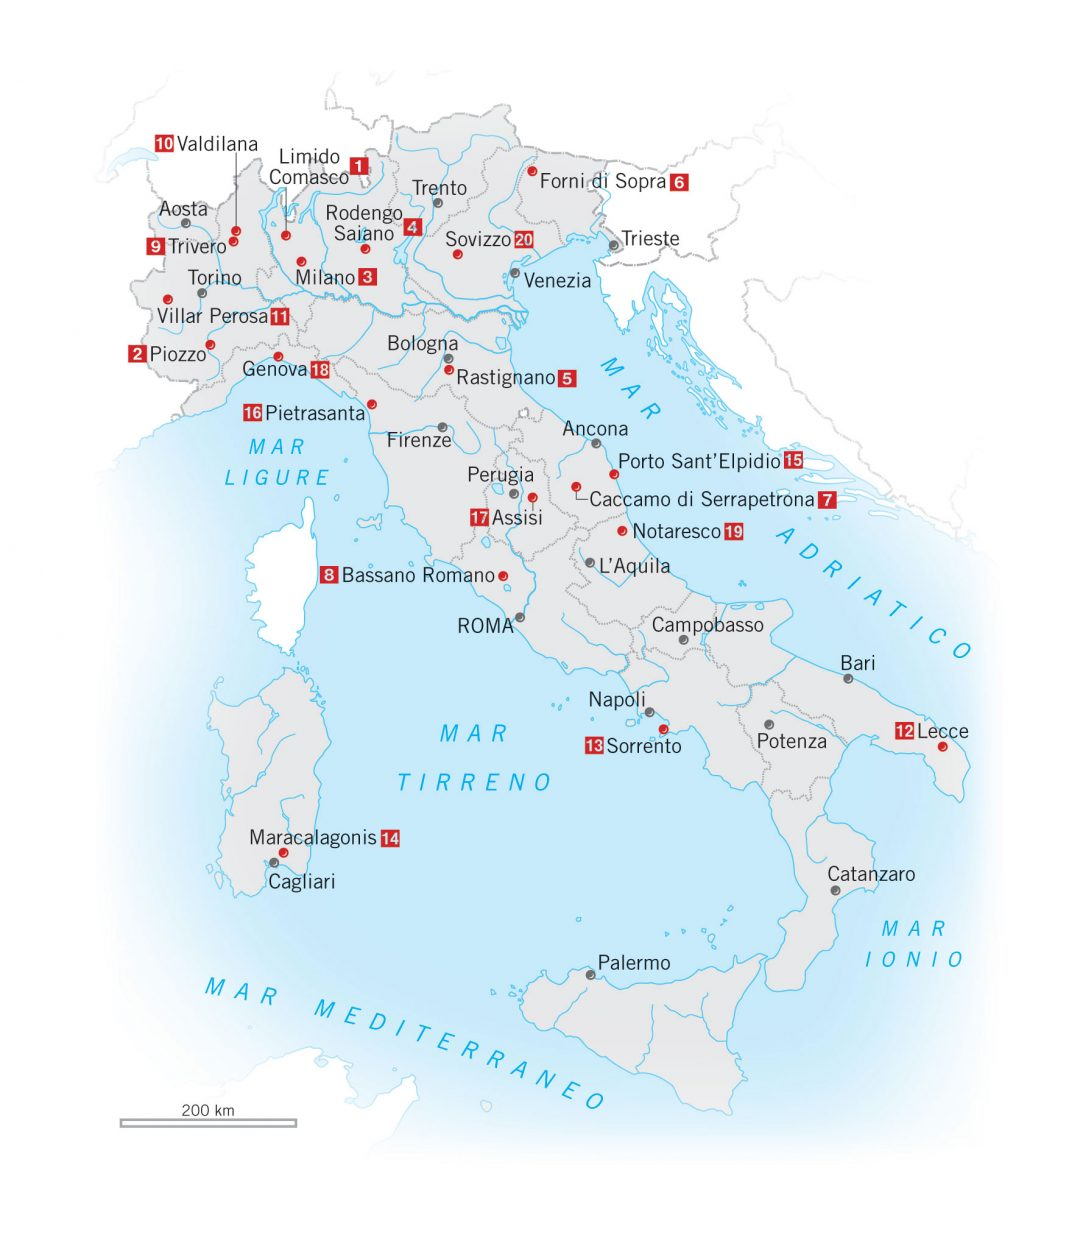 10 Valdilana
Limido
Comasco 1
Trento
Forni di Sopra 6
Aosta
Rodengo
Saiano 4
9 Trivero
Sovizzo 20
Trieste
Torino
Milano 3
Venezia
Villar Perosa 11
2 Piozzo
Bologna
Genova 18
Rastignano 5
MAR
16 Pietrasanta
Firenze
Ancona
MAR
LIGURE
Porto Sant'Elpidio 15
Perugia
Caccamo di Serrapetrona 7
17 Assisi
Notaresco 19
ADRIATICO
8 Bassano Romano
L'Aquila
ROMA
Campobasso
Bari
Napoli
MAR
TIRRENO
13 Sorrento
Potenza
12 Lecce
Maracalagonis 14
Cagliari
Catanzaro
MAR
IONIO
Palermo
MAR MEDITERRANEO
200 km